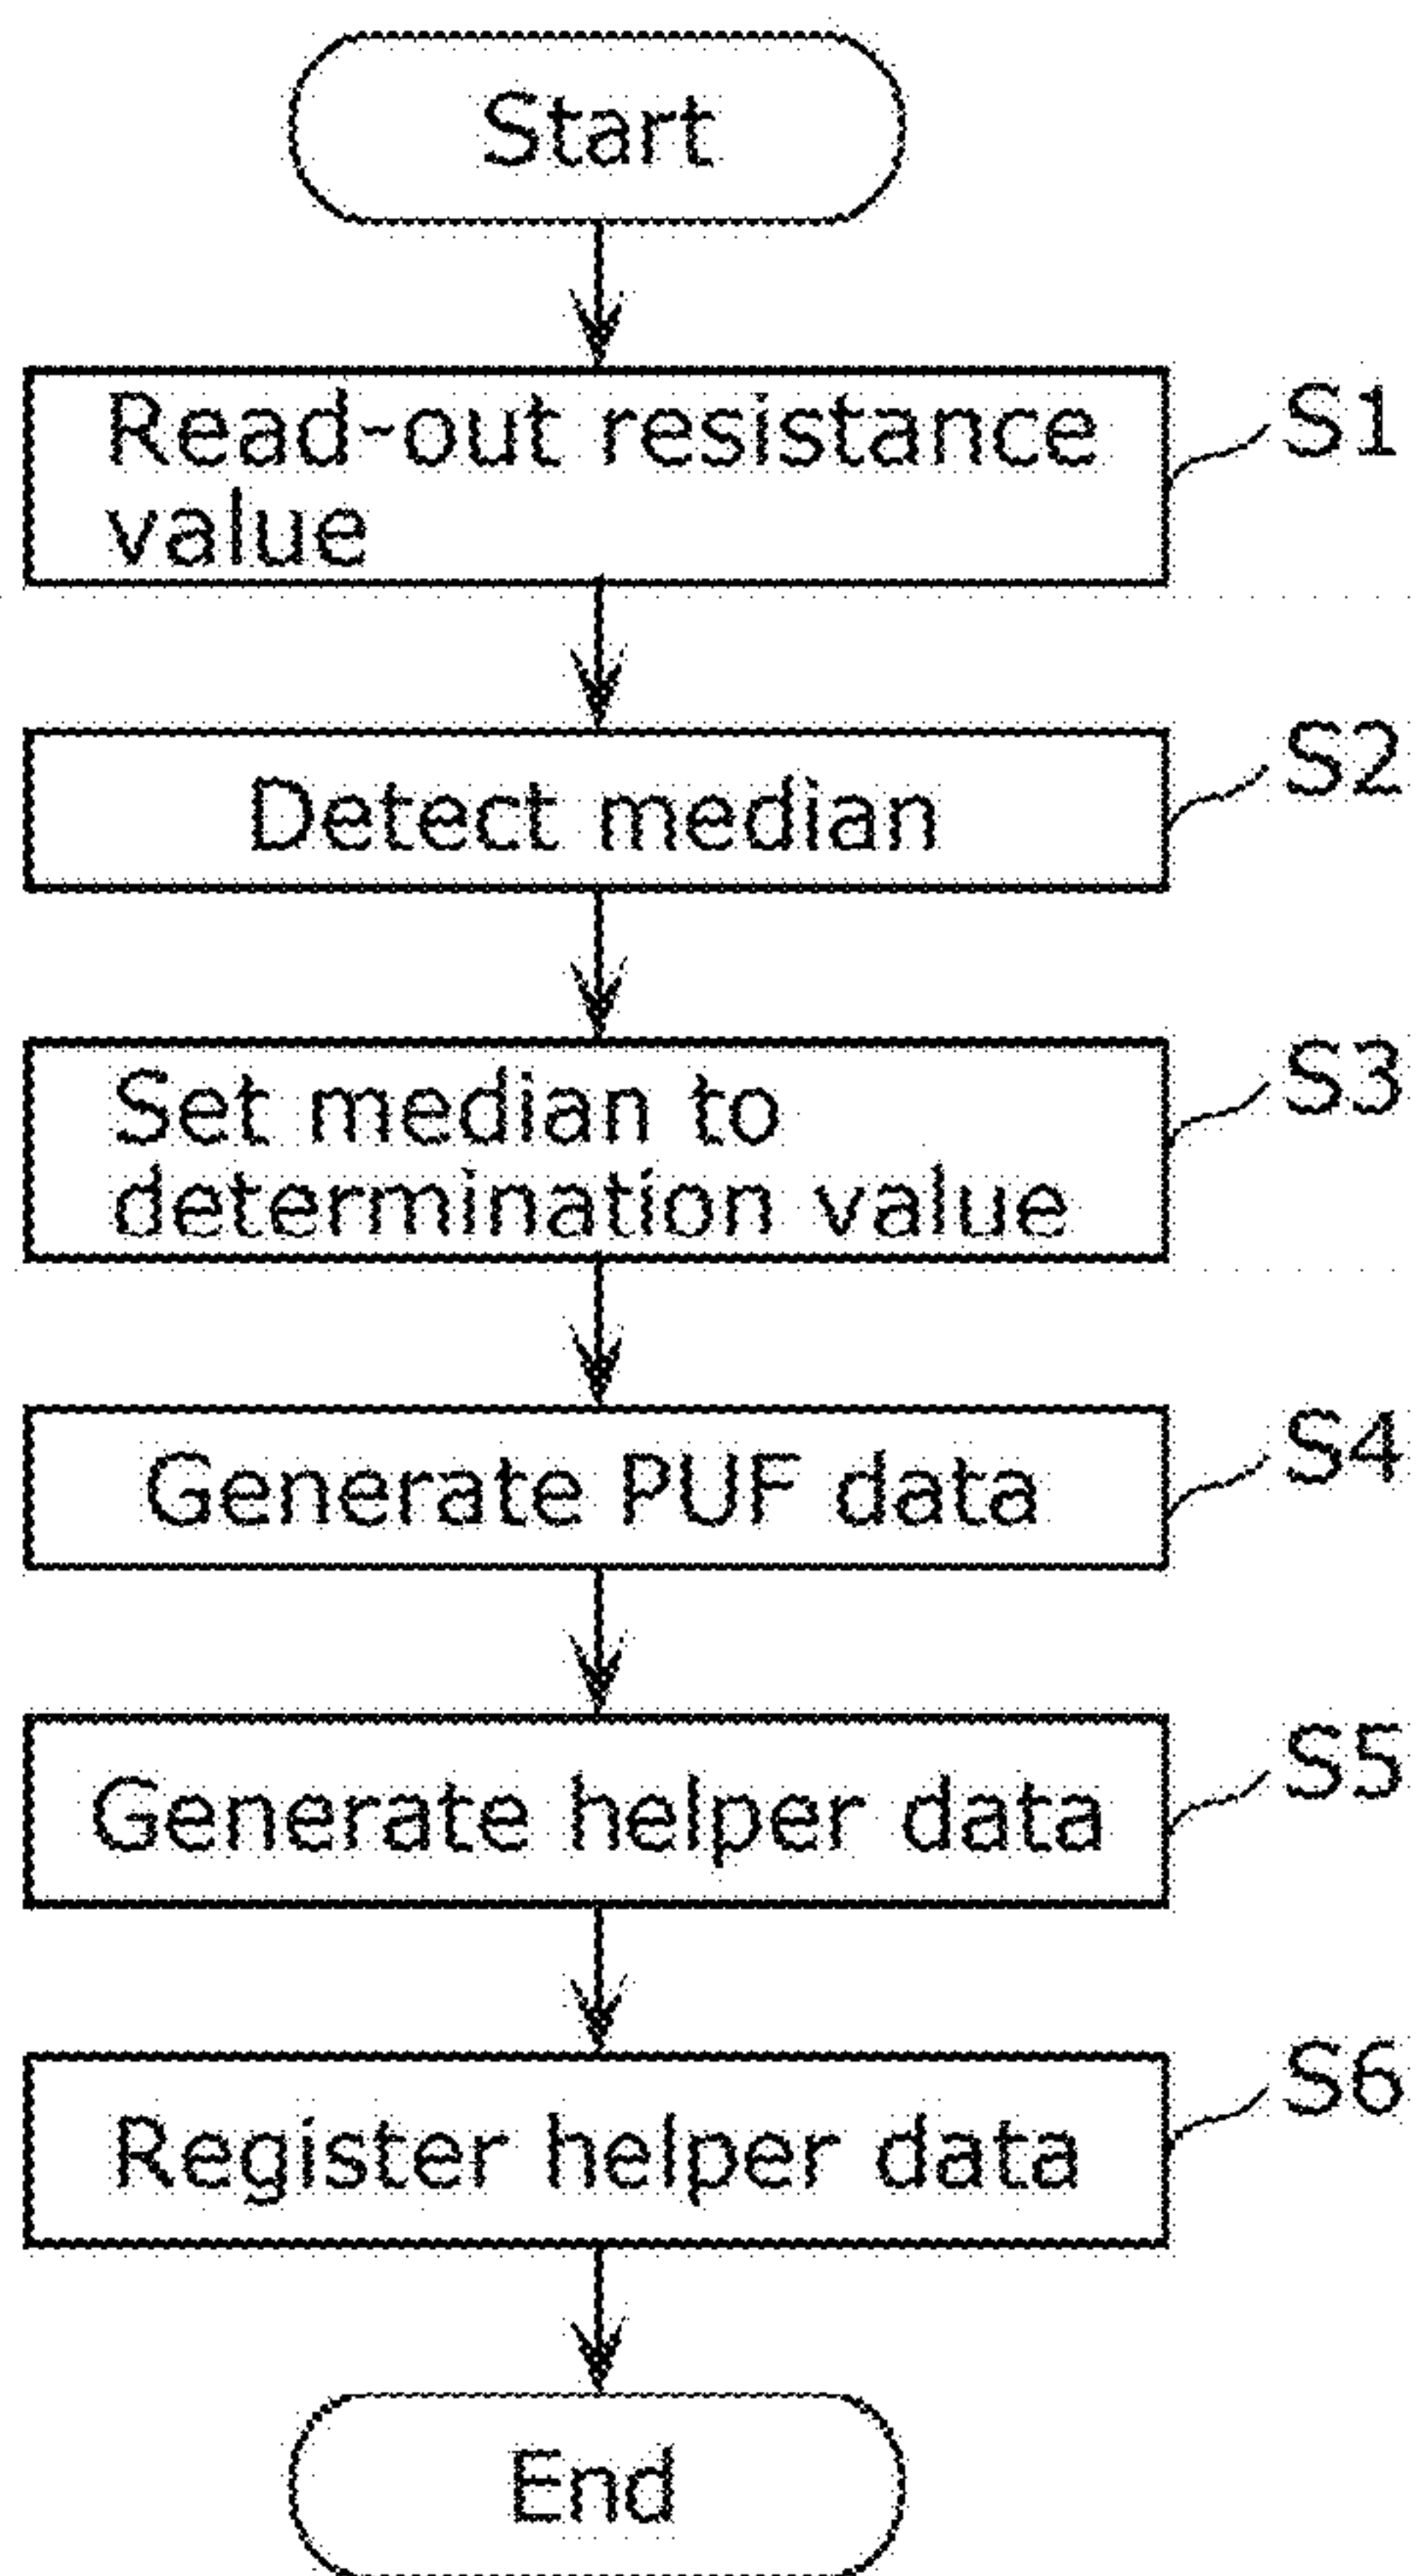 Start
Read-out resistance
value
S1
Detect median
S2
Set median to
determination value
S3
Generate PUF data
S4
Generate helper data
S5
Register helper data
S6
End